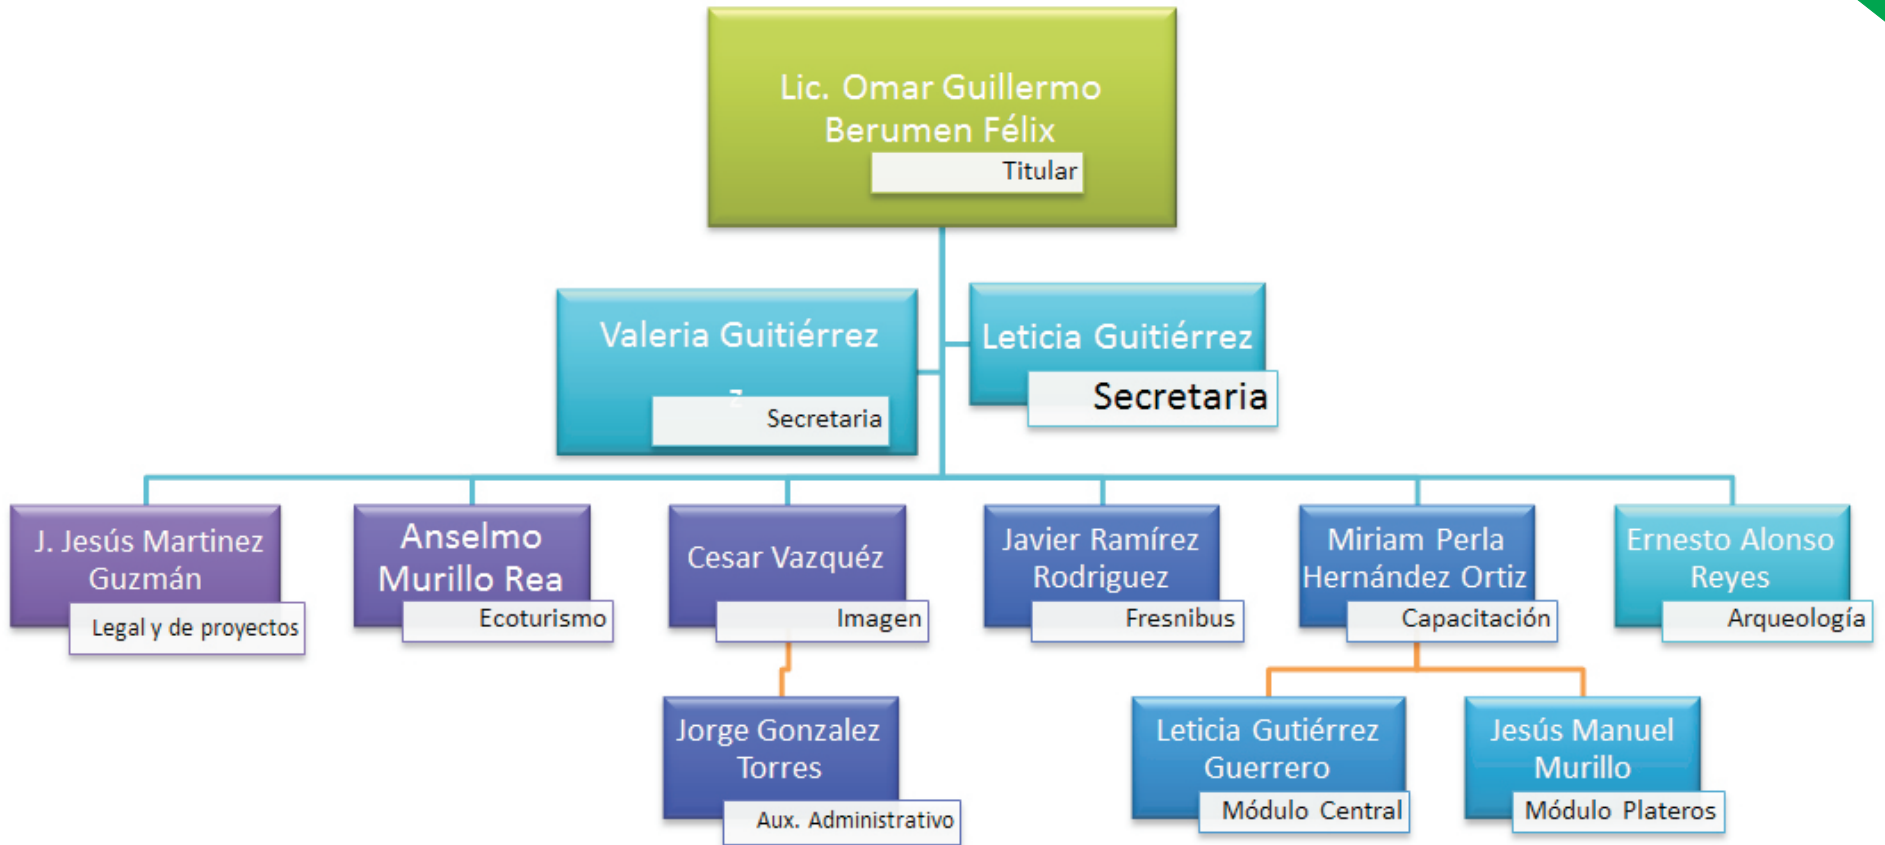 Lic. Omar Guillermo
Berumen Félix
Titular
Valeria Guitiérrez
z
Secretaria
Leticia Guitiérrez
Secretaria
J. Jesús Martinez
Guzmán
Legal y de proyectos
Anselmo
Murillo Rea
Ecoturismo
Cesar Vazquéz
Imagen
Javier Ramírez
Rodriguez
Fresnibus
Miriam Perla
Hernández Ortiz
Capacitación
Ernesto Alonso
Reyes
Arqueología
Jorge Gonzalez
Torres
Aux. Administrativo
Leticia Gutiérrez
Guerrero
Módulo Central
Jesús Manuel
Murillo
Módulo Plateros